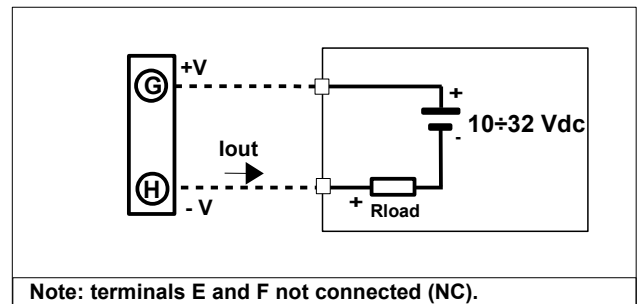 +V
G
+
10÷32 Vdc
-
Iout
H
- V
+ Rload
Note: terminals E and F not connected (NC).